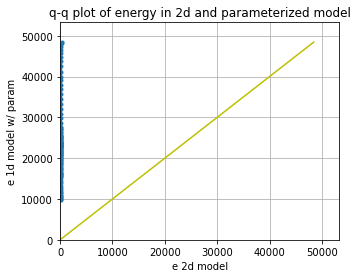 q-q plot of energy in 2d and parameterized model
50000
40000
30000
20000
10000
0
e 1d model w/ param
0 10000 20000 30000 40000 50000
e 2d model